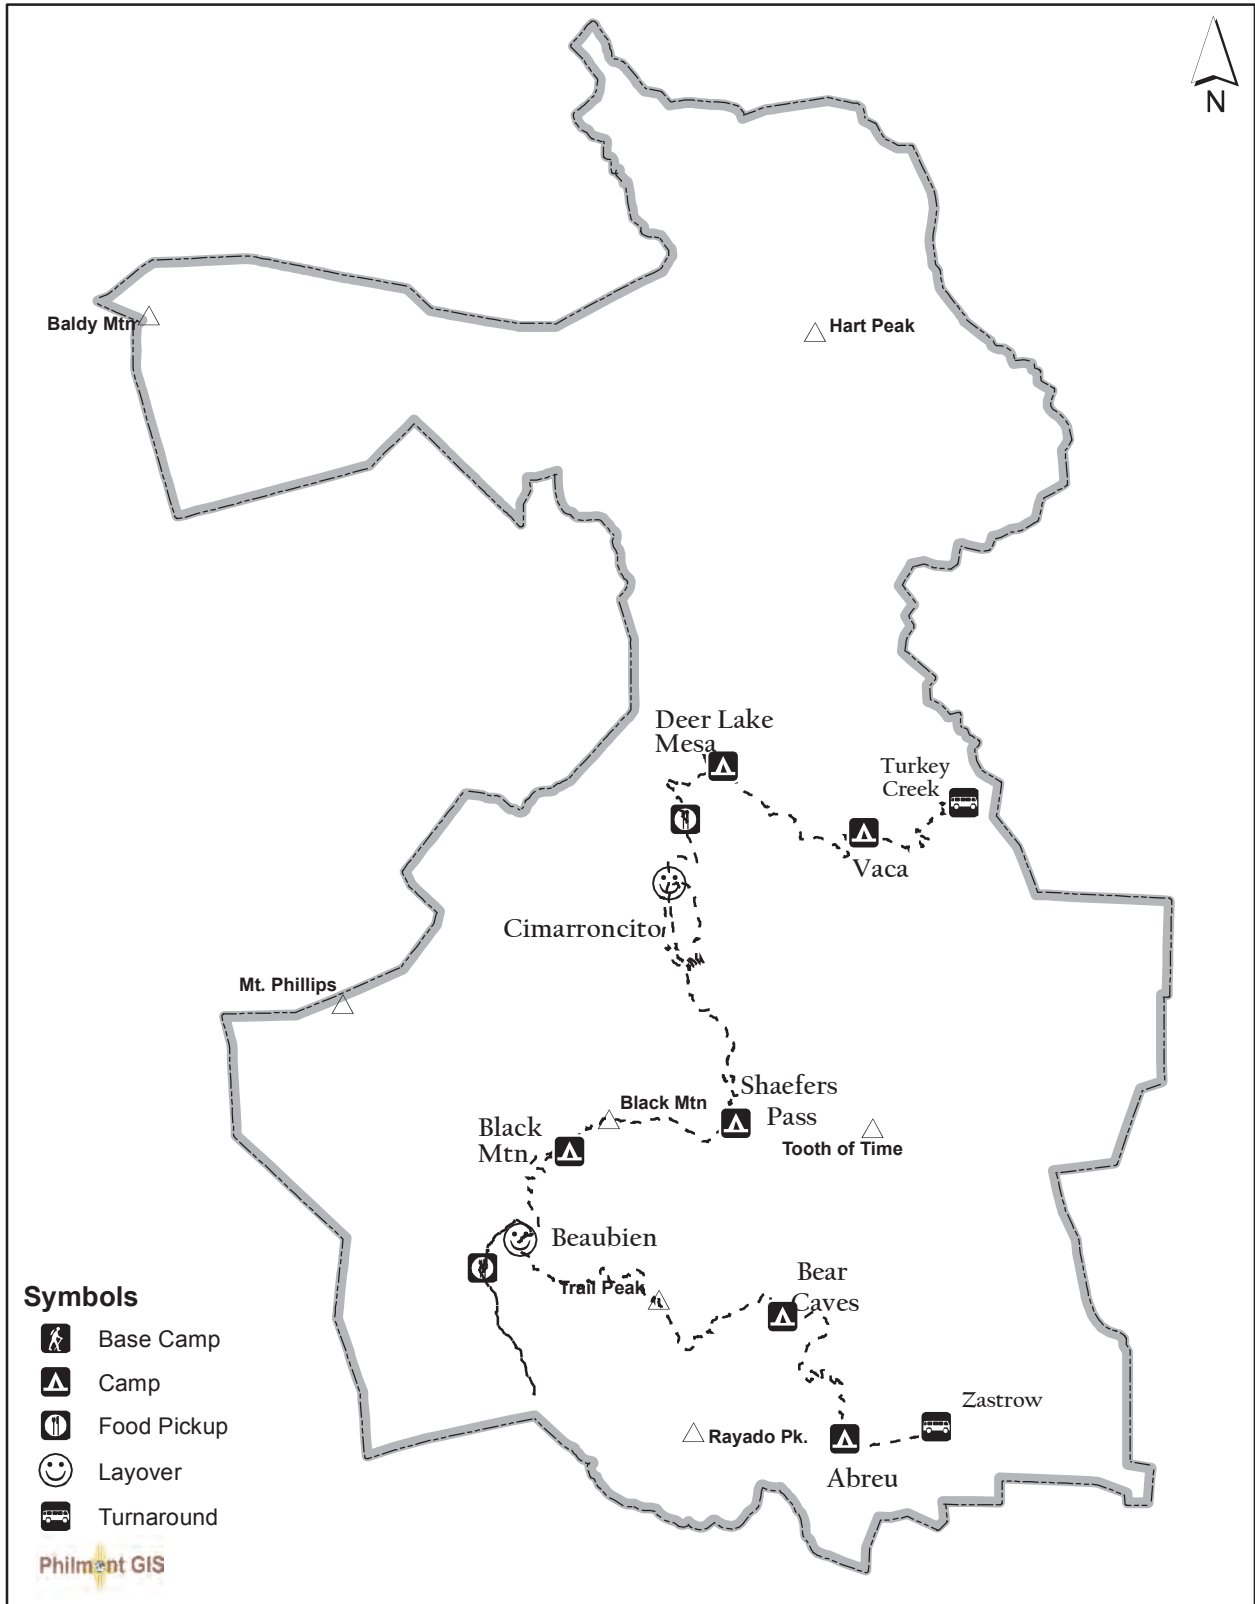 N
Baldy Mtn
Hart Peak
Deer Lake
Mesa
Turkey
Creek
Vaca
Cimarroncito
Mt. Phillips
Shaefers
Pass
Black Mtn
Black
Mtn
Tooth of Time
Beaubien
Trail Peak
Bear
Caves
Zastrow
Rayado Pk.
Abreu
Symbols
Base Camp
Camp
Food Pickup
Layover
Turnaround
Philmont GIS